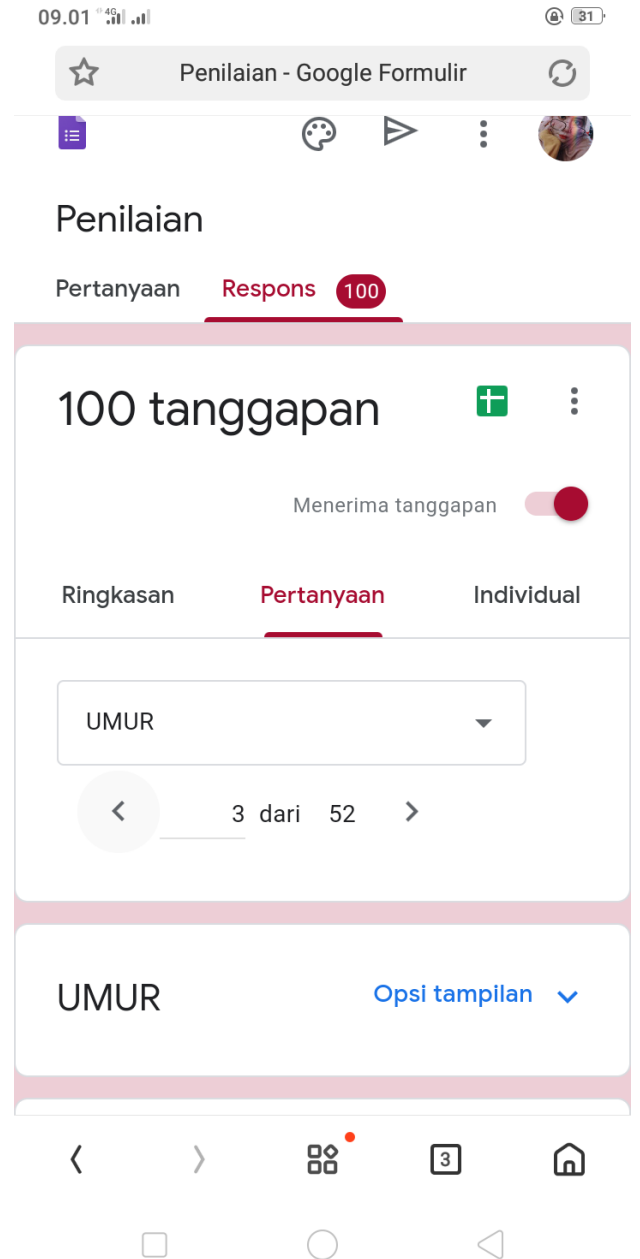 09.01 4G 31
Penilaian - Google Formulir
Penilaian
Pertanyaan Respons 100
100 tanggapan
Menerima tanggapan
Ringkasan Pertanyaan Individual
UMUR
3 dari 52
UMUR Opsi tampilan
3